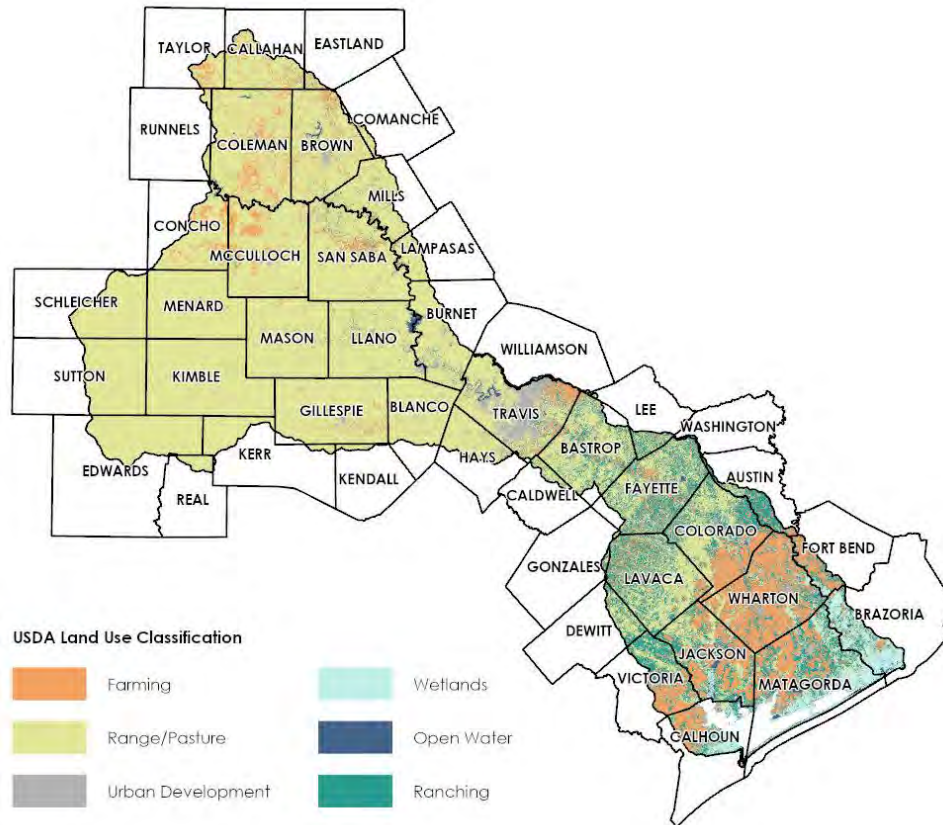 TAYLOR
CALLAHAN
EASTLAND
RUNNELS
COLEMAN
BROWN
COMANCHE
MILLS
CONCHO
MCCULLOCH
SAN SABA
LAMPASAS
SCHLEICHER
MENARD
MASON
LLANO
BURNET
WILLIAMSON
SUTTON
KIMBLE
GILLESPIE
BLANCO
TRAVIS
LEE
WASHINGTON
BASTROP
EDWARDS
KERR
HAYS
REAL
KENDALL
CALDWELL
FAYETTE
AUSTIN
COLORADO
GONZALES
FORT BEND
LAVACA
WHARTON
BRAZORIA
DEWITT
JACKSON
VICTORIA
MATAGORDA
CALHOUN
USDA Land Use Classification
Farming
Wetlands
Range/Pasture
Open Water
Urban Development
Ranching